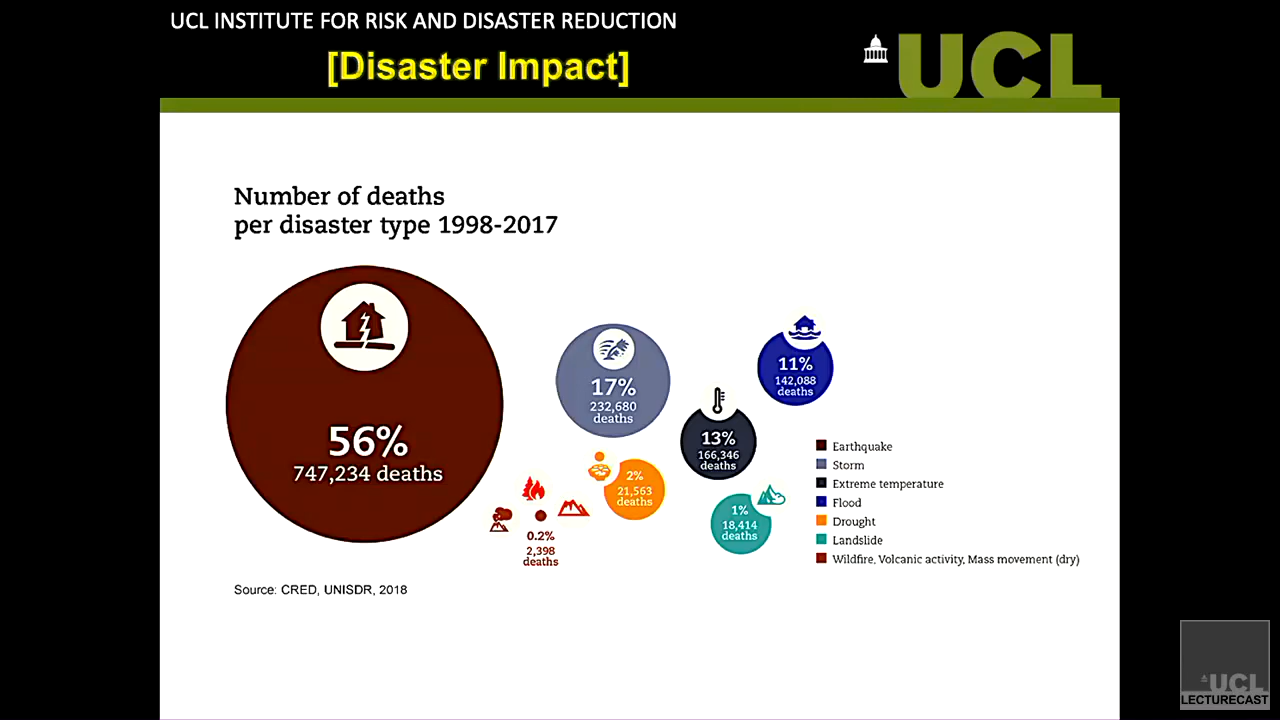 UCL INSTITUTE FOR RISK AND DISASTER REDUCTION
[Disaster Impact]
UCL
Number of deaths
per disaster type 1998-2017
56%
747,234 deaths
17%
232,680
deaths
11%
142,088
deaths
13%
166,346
deaths
2%
21,563
deaths
1%
18,414
deaths
0.2%
2,398
deaths
Earthquake
Storm
Extreme temperature
Flood
Drought
Landslide
Wildfire, Volcanic activity, Mass movement (dry)
Source: CRED, UNISDR, 2018
UCL
LECTURECAST